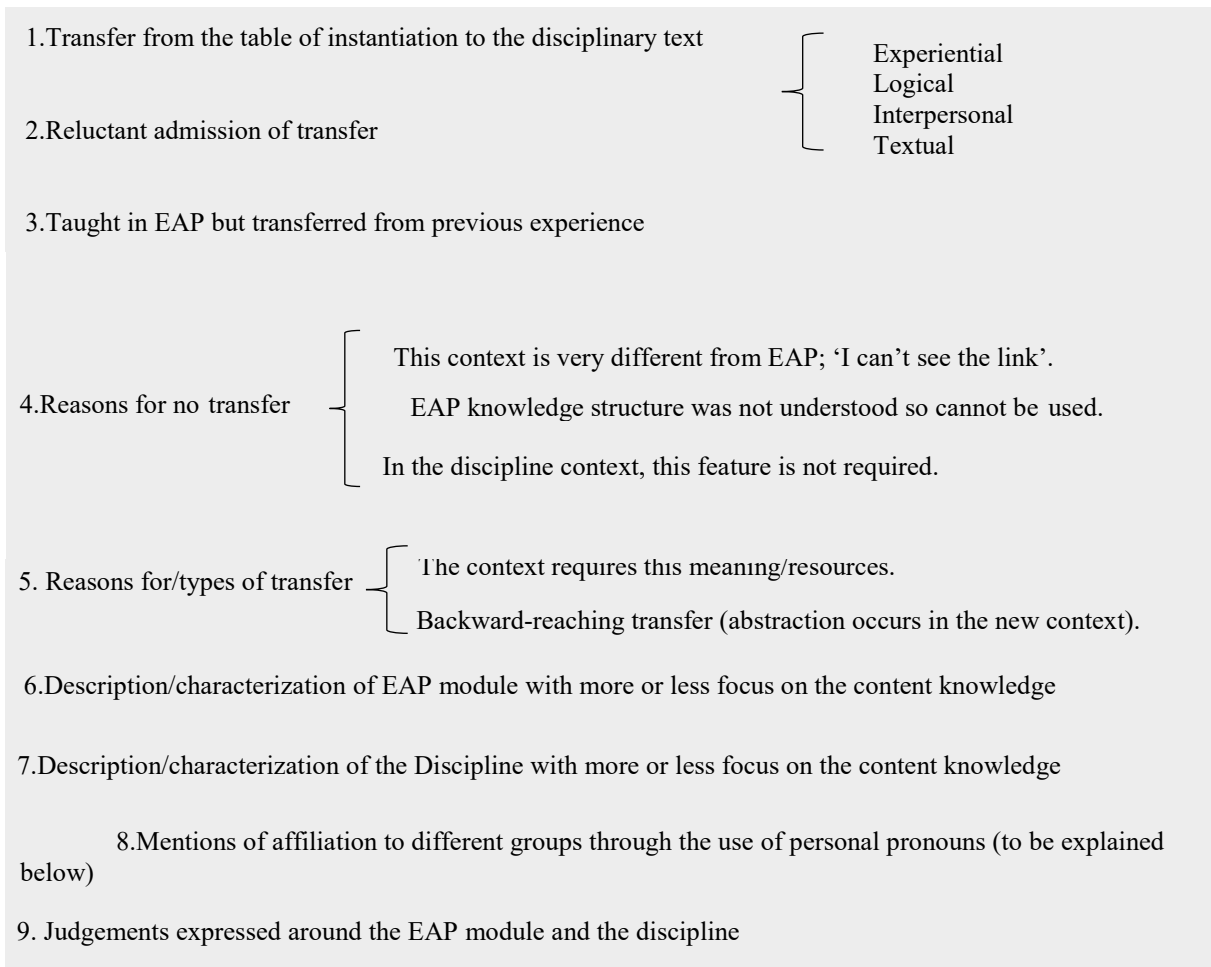 1.Transfer from the table of instantiation to the disciplinary text
Experiential
Logical
Interpersonal
Textual
2.Reluctant admission of transfer
3.Taught in EAP but transferred from previous experience
This context is very different from EAP; ‘I can’t see the link’.
4.Reasons for no transfer
EAP knowledge structure was not understood so cannot be used.
In the discipline context, this feature is not required.
5. Reasons for/types of transfer
The context requires this meaning/resources.
Backward-reaching transfer (abstraction occurs in the new context).
6.Description/characterization of EAP module with more or less focus on the content knowledge
7.Description/characterization of the Discipline with more or less focus on the content knowledge
8.Mentions of affiliation to different groups through the use of personal pronouns (to be explained
below)
9. Judgements expressed around the EAP module and the discipline